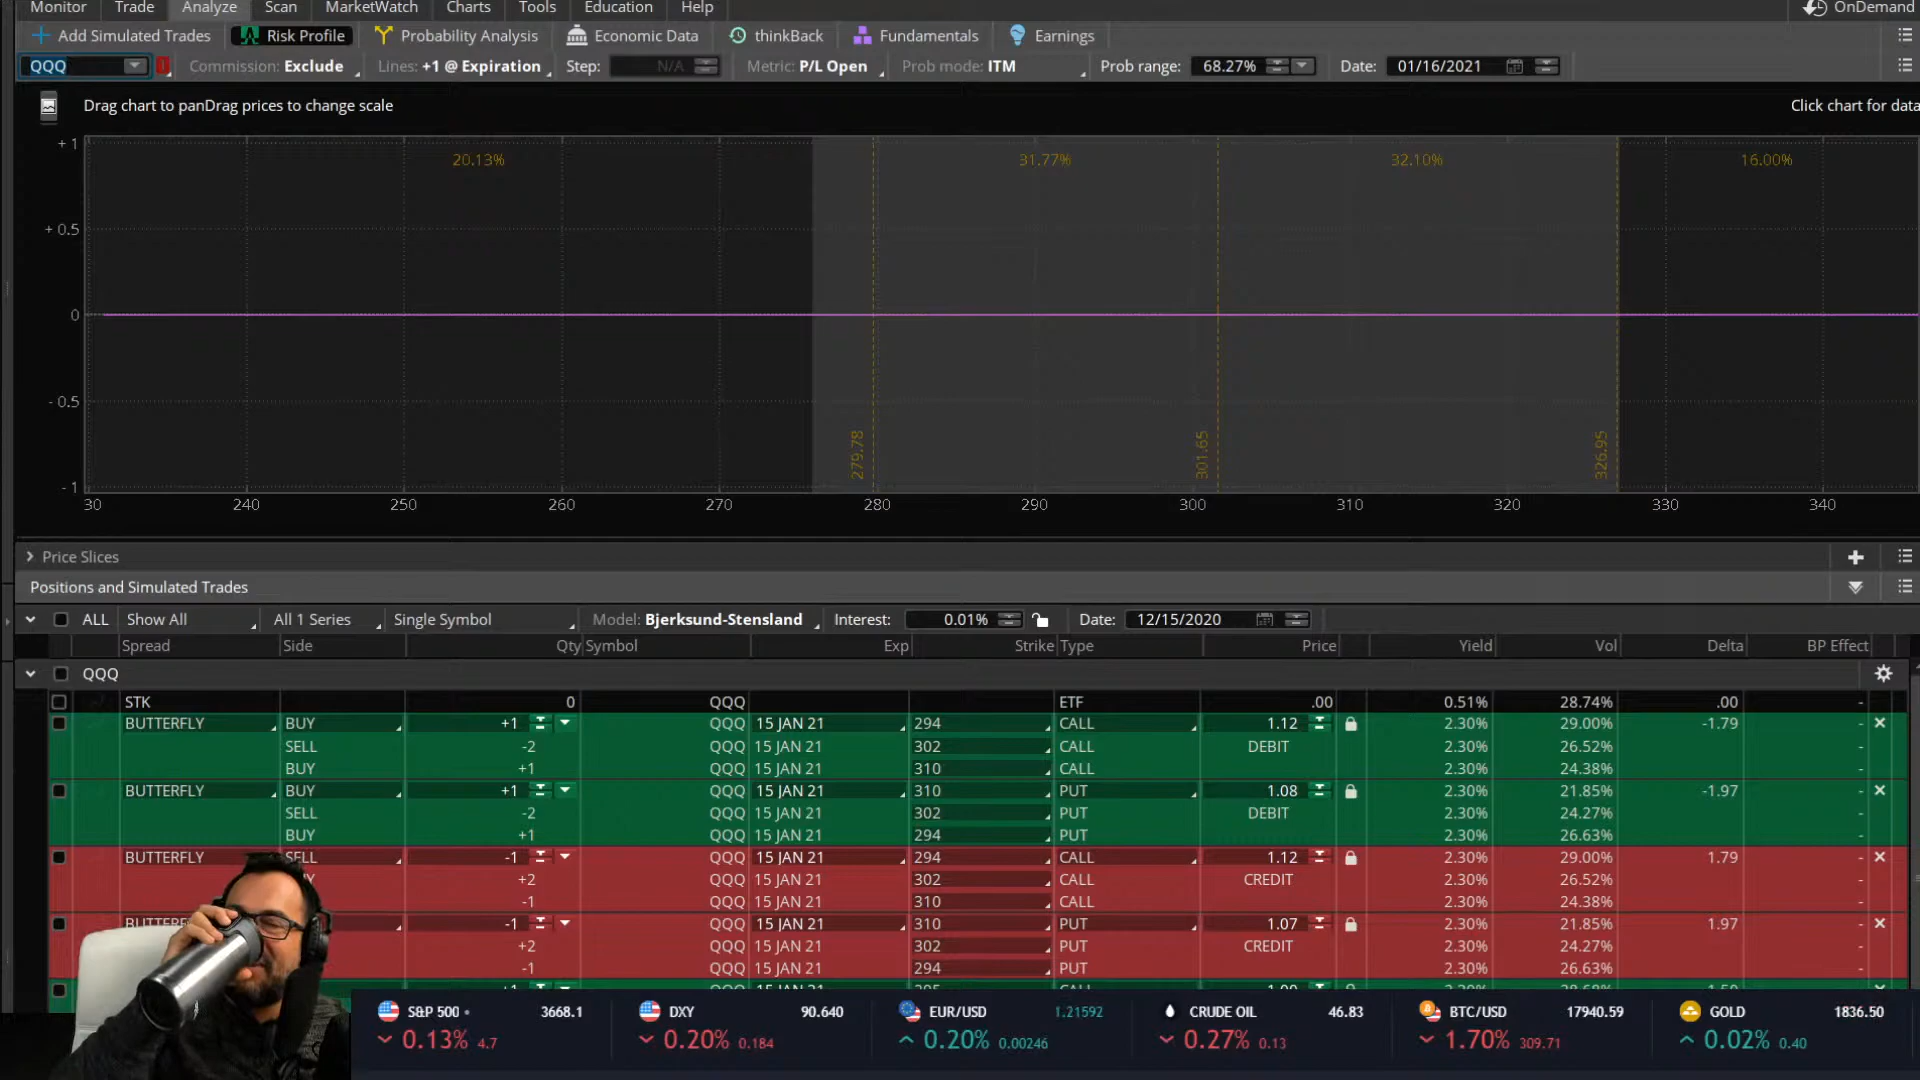 Monitor Trade Analyze Scan MarketWatch Charts Tools Education Help OnDemand
Add Simulated Trades Risk Profile Probability Analysis Economic Data thinkBack Fundamentals Earnings
QQQ Commission: Exclude Lines: +1 @ Expiration Step: N/A Metric: P/L Open Prob mode: ITM Prob range: 68.27% Date: 01/16/2021
Drag chart to panDrag prices to change scale Click chart for data
+ 1
20.13% 31.77% 32.10% 16.00%
+ 0.5
0
- 0.5
279.78 301.65 326.95
- 1
30 240 250 260 270 280 290 300 310 320 330 340
Price Slices
Positions and Simulated Trades
ALL Show All All 1 Series Single Symbol Model: Bjerksund-Stensland Interest: 0.01% Date: 12/15/2020
Spread Side Qty Symbol Exp Strike Type Price Yield Vol Delta BP Effect
QQQ
STK 0 QQQ ETF .00 0.51% 28.74% .00 -
BUTTERFLY BUY +1 QQQ 15 JAN 21 294 CALL 1.12 2.30% 29.00% -1.79 -
SELL -2 QQQ 15 JAN 21 302 CALL DEBIT 2.30% 26.52% -
BUY +1 QQQ 15 JAN 21 310 CALL 2.30% 24.38% -
BUTTERFLY BUY +1 QQQ 15 JAN 21 310 PUT 1.08 2.30% 21.85% -1.97 -
SELL -2 QQQ 15 JAN 21 302 PUT DEBIT 2.30% 24.27% -
BUY +1 QQQ 15 JAN 21 294 PUT 2.30% 26.63% -
BUTTERFLY SELL -1 QQQ 15 JAN 21 294 CALL 1.12 2.30% 29.00% 1.79 -
+2 QQQ 15 JAN 21 302 CALL CREDIT 2.30% 26.52% -
-1 QQQ 15 JAN 21 310 CALL 2.30% 24.38% -
-1 QQQ 15 JAN 21 310 PUT 1.07 2.30% 21.85% 1.97 -
+2 QQQ 15 JAN 21 302 PUT CREDIT 2.30% 24.27% -
-1 QQQ 15 JAN 21 294 PUT 2.30% 26.63% -
S&P 500 3668.1 DXY 90.640 EUR/USD 1.21592 CRUDE OIL 46.83 BTC/USD 17940.59 GOLD 1836.50
0.13% 4.7 0.20% 0.184 0.20% 0.00246 0.27% 0.13 1.70% 309.71 0.02% 0.40